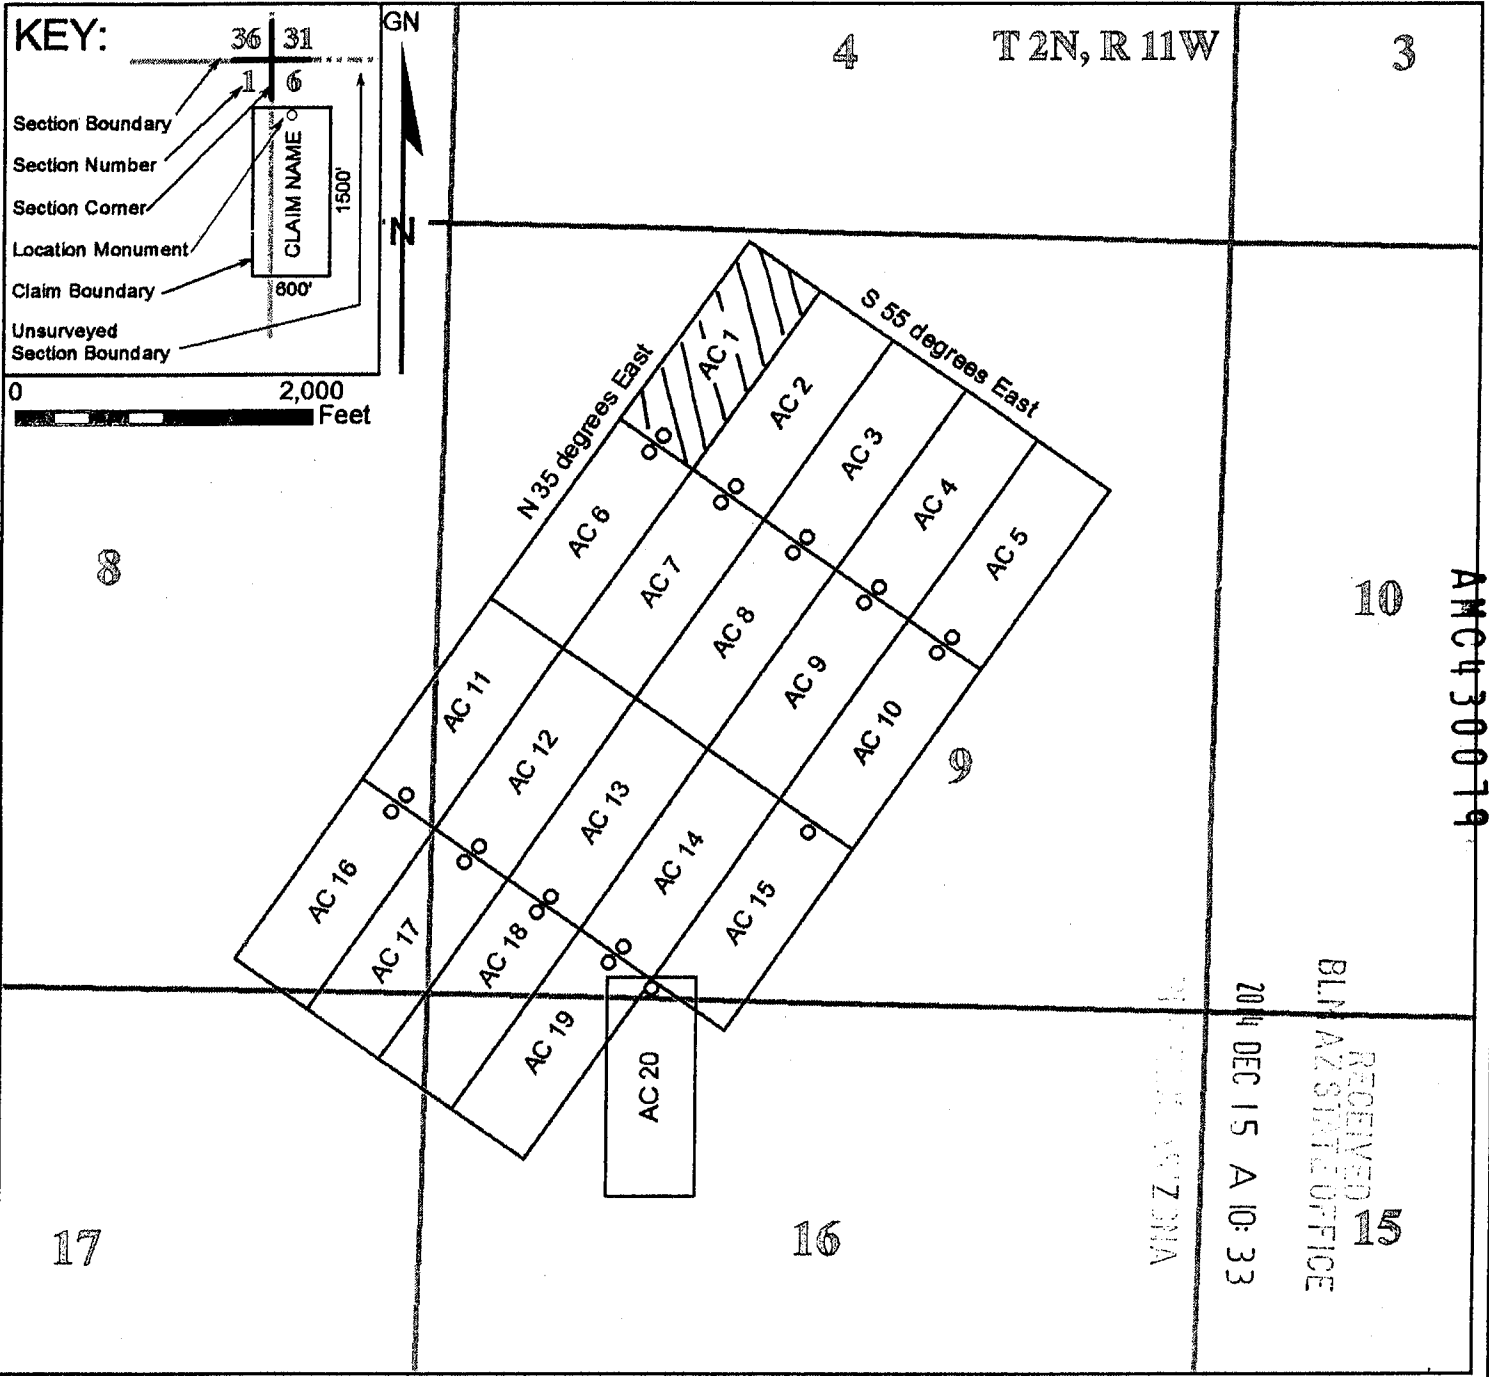 KEY:
36 31
1 6
Section Boundary
Section Number
Section Corner
Location Monument
Claim Boundary
Unsurveyed
Section Boundary
CLAIM NAME
1500'
600'
GN
N
0 2,000
Feet
4
T 2N, R 11W
3
8
9
10
17
16
15
N 35 degrees East
S 55 degrees East
AC 1
AC 2
AC 3
AC 4
AC 5
AC 6
AC 7
AC 8
AC 9
AC 10
AC 11
AC 12
AC 13
AC 14
AC 15
AC 16
AC 17
AC 18
AC 19
AC 20
AMC430079
RECEIVED
BLM AZ STATE OFFICE
2014 DEC 15 A 10: 33